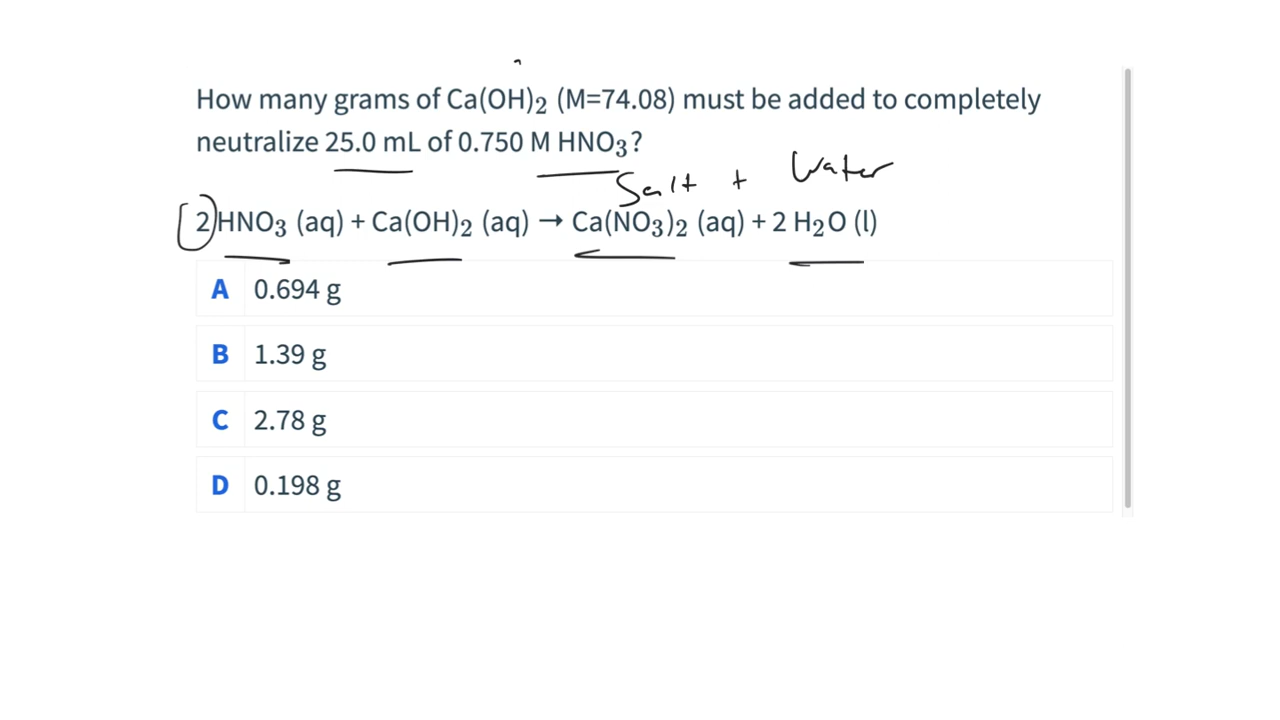 How many grams of Ca(OH)₂ (M=74.08) must be added to completely
neutralize 25.0 mL of 0.750 M HNO₃?
Salt + Water
2 HNO₃ (aq) + Ca(OH)₂ (aq) → Ca(NO₃)₂ (aq) + 2 H₂O (l)
A 0.694 g
B 1.39 g
C 2.78 g
D 0.198 g